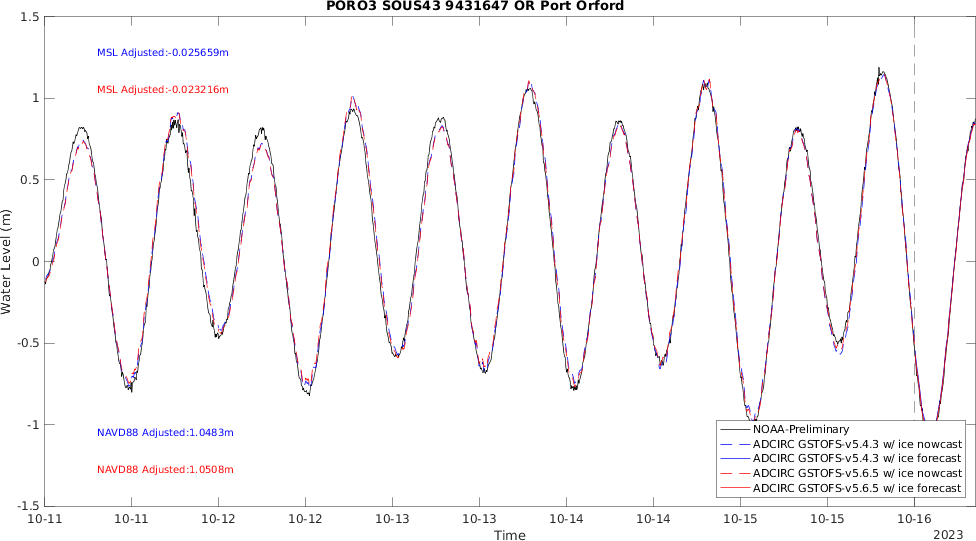 PORO3 SOUS43 9431647 OR Port Orford
1.5
1
0.5
0
-0.5
-1
-1.5
Water Level (m)
MSL Adjusted:-0.025659m
MSL Adjusted:-0.023216m
NAVD88 Adjusted:1.0483m
NAVD88 Adjusted:1.0508m
NOAA-Preliminary
ADCIRC GSTOFS-v5.4.3 w/ ice nowcast
ADCIRC GSTOFS-v5.4.3 w/ ice forecast
ADCIRC GSTOFS-v5.6.5 w/ ice nowcast
ADCIRC GSTOFS-v5.6.5 w/ ice forecast
10-11 10-11 10-12 10-12 10-13 10-13 10-14 10-14 10-15 10-15 10-16
Time
2023